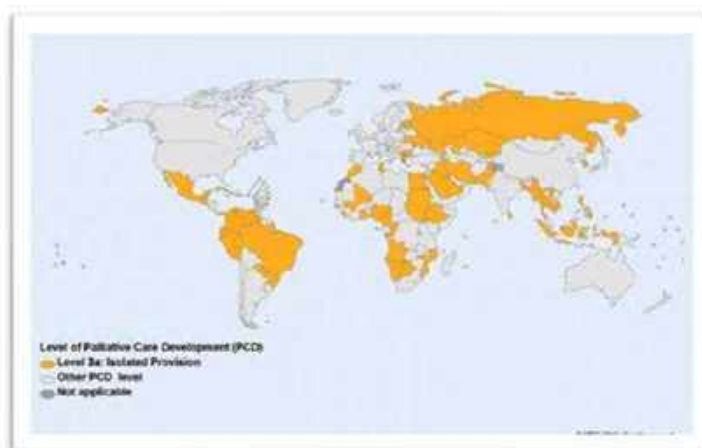 Level of Palliative Care Development (PCD)
Level 3a: Isolated Provision
Other PCD level
Not applicable